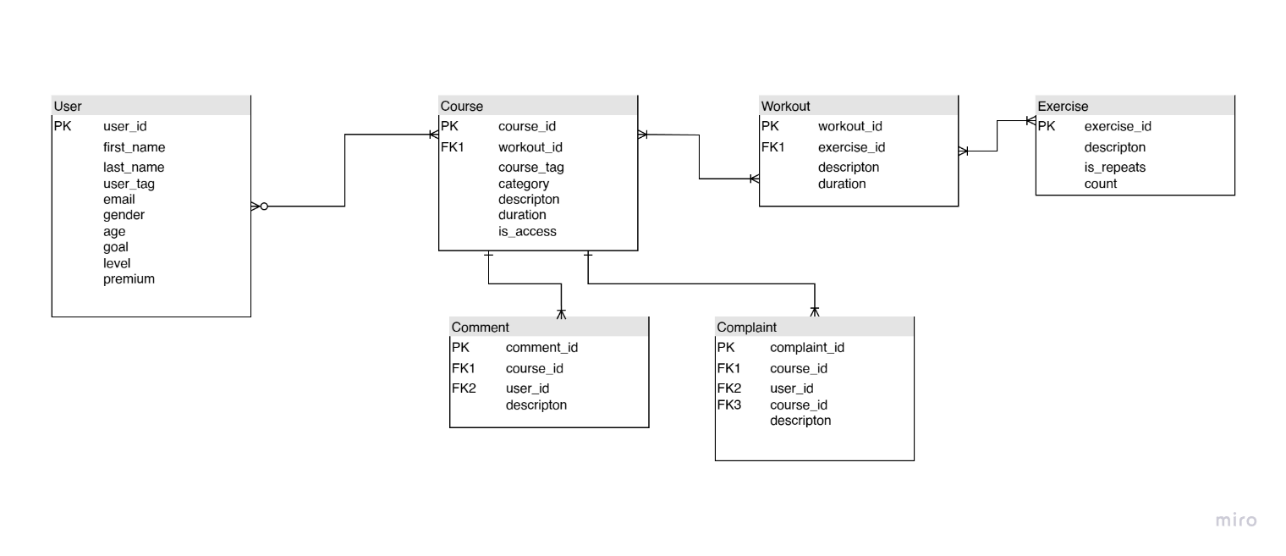 User
PK user_id
first_name
last_name
user_tag
email
gender
age
goal
level
premium
Course
PK course_id
FK1 workout_id
course_tag
category
descripton
duration
is_access
Workout
PK workout_id
FK1 exercise_id
descripton
duration
Exercise
PK exercise_id
descripton
is_repeats
count
Comment
PK comment_id
FK1 course_id
FK2 user_id
descripton
Complaint
PK complaint_id
FK1 course_id
FK2 user_id
FK3 course_id
descripton
miro